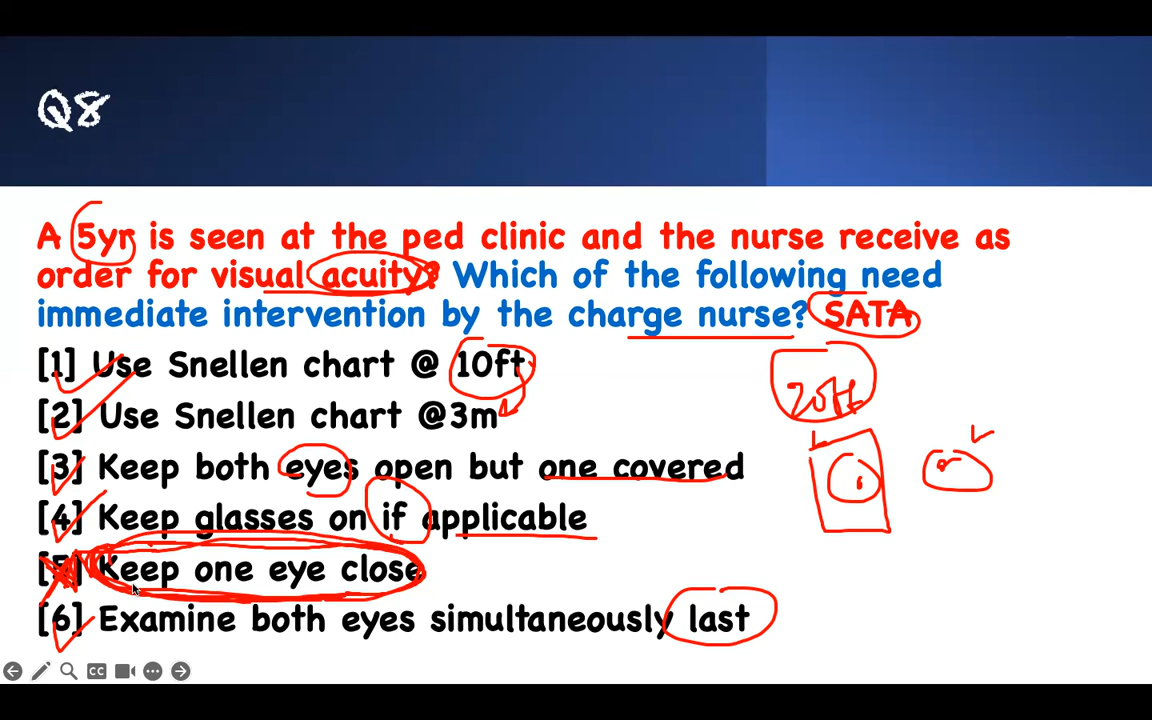 Q8
A 5yr is seen at the ped clinic and the nurse receive as
order for visual acuity? Which of the following need
immediate intervention by the charge nurse? SATA
[1] Use Snellen chart @ 10ft
[2] Use Snellen chart @3m
20ft
[3] Keep both eyes open but one covered
[4] Keep glasses on if applicable
[5] Keep one eye close
[6] Examine both eyes simultaneously last
CC